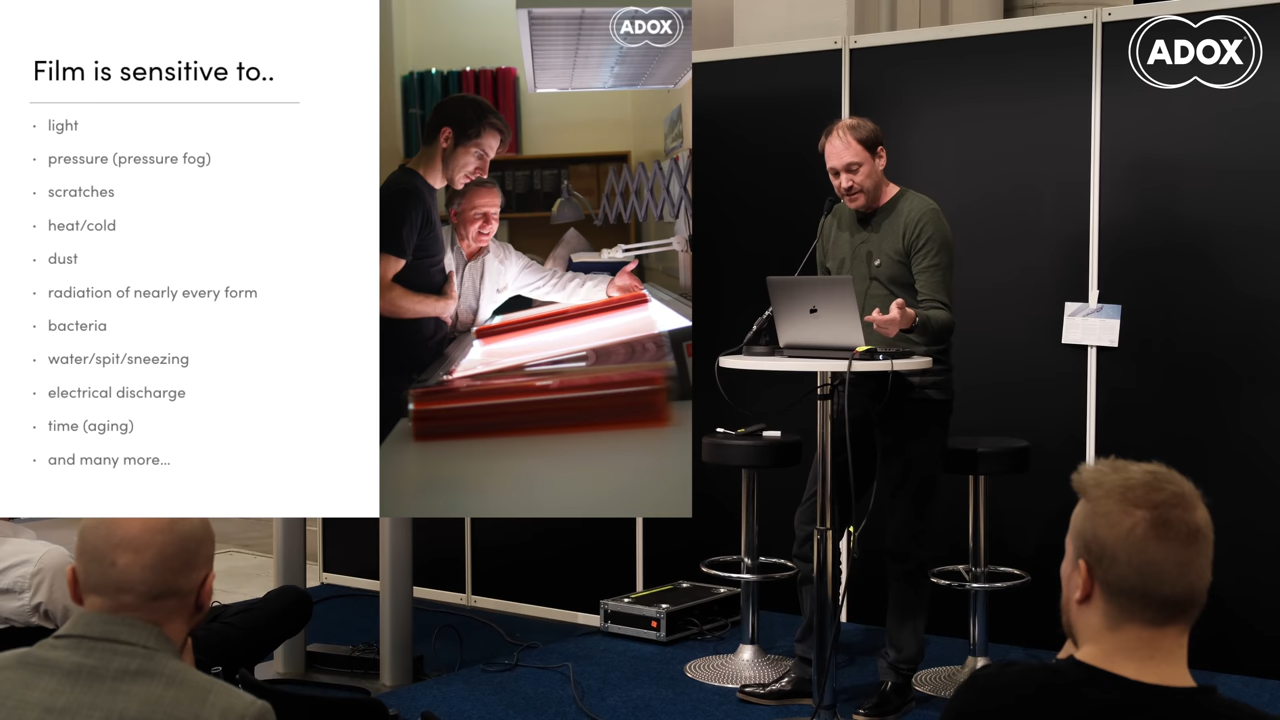 Film is sensitive to..
· light
· pressure (pressure fog)
· scratches
· heat/cold
· dust
· radiation of nearly every form
· bacteria
· water/spit/sneezing
· electrical discharge
· time (aging)
· and many more...
ADOX
ADOX